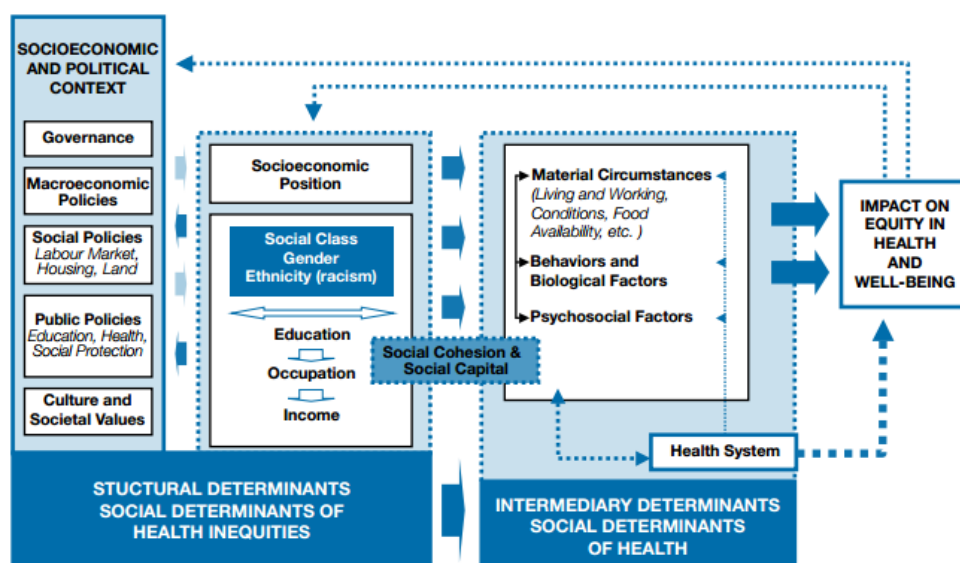 SOCIOECONOMIC
AND POLITICAL
CONTEXT
Governance
Macroeconomic
Policies
Social Policies
Labour Market,
Housing, Land
Public Policies
Education, Health,
Social Protection
Culture and
Societal Values
Socioeconomic
Position
Social Class
Gender
Ethnicity (racism)
Education
Occupation
Income
Social Cohesion &
Social Capital
Material Circumstances
(Living and Working,
Conditions, Food
Availability, etc. )
Behaviors and
Biological Factors
Psychosocial Factors
Health System
IMPACT ON
EQUITY IN
HEALTH
AND
WELL-BEING
STUCTURAL DETERMINANTS
SOCIAL DETERMINANTS OF
HEALTH INEQUITIES
INTERMEDIARY DETERMINANTS
SOCIAL DETERMINANTS
OF HEALTH